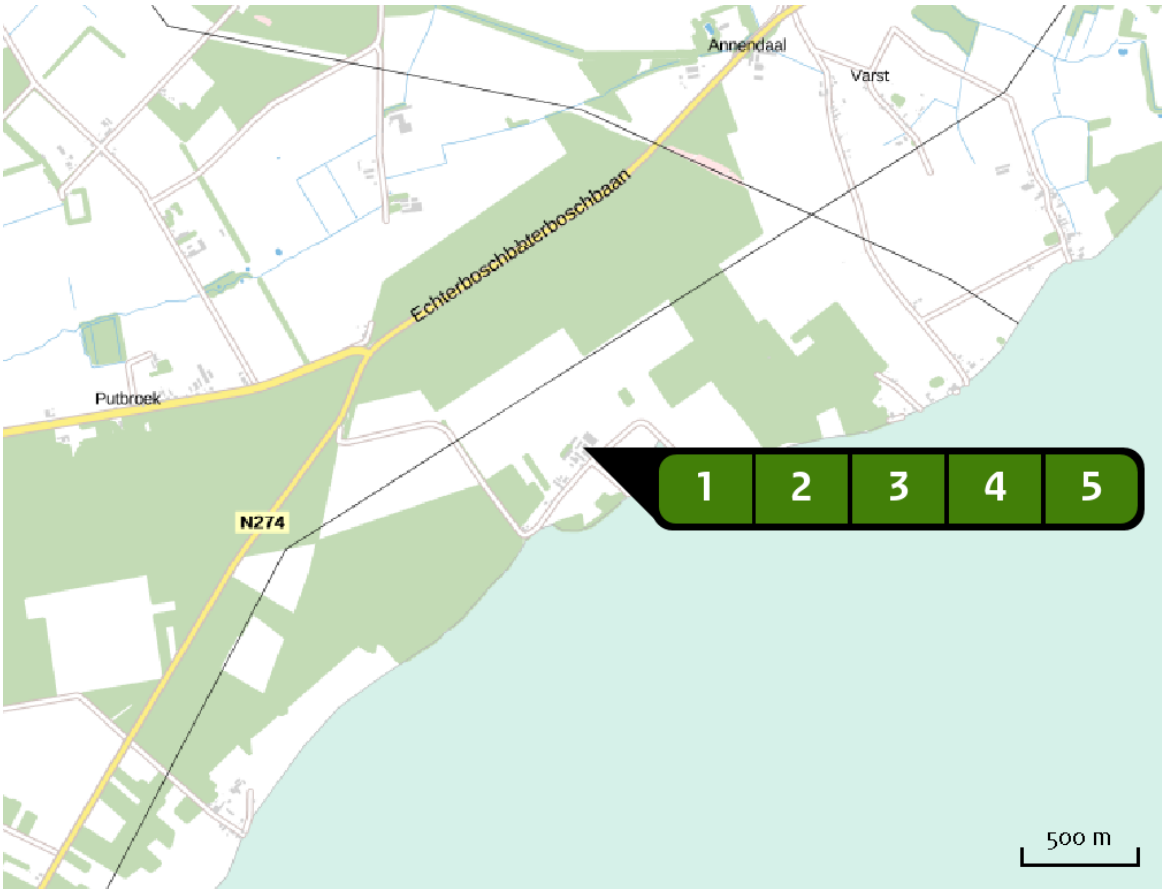 Annendaal
Varst
Echterboschbaterboschbaan
Putbroek
1 2 3 4 5
N274
500 m